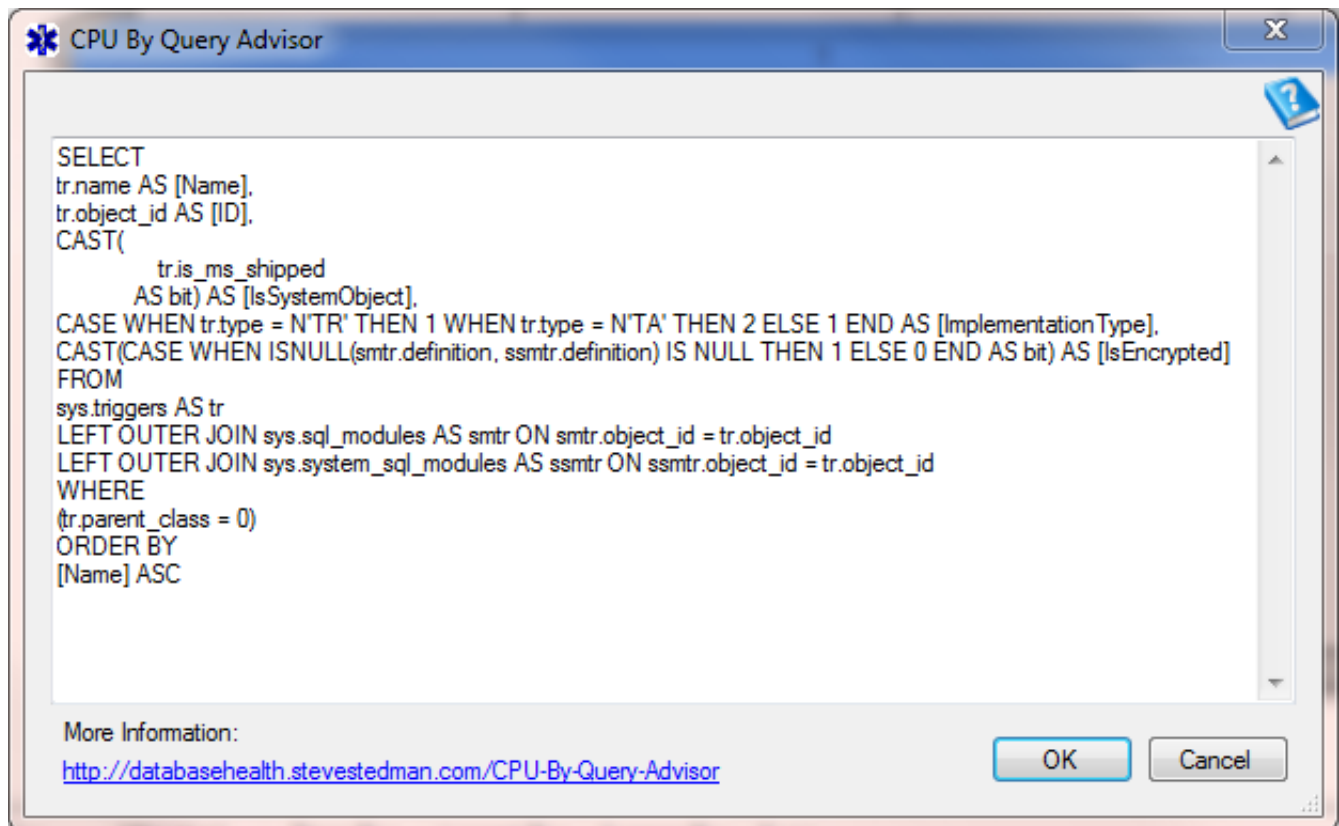 CPU By Query Advisor
SELECT
tr.name AS [Name],
tr.object_id AS [ID],
CAST(
tr.is_ms_shipped
AS bit) AS [IsSystemObject],
CASE WHEN tr.type = N'TR' THEN 1 WHEN tr.type = N'TA' THEN 2 ELSE 1 END AS [ImplementationType],
CAST(CASE WHEN ISNULL(smtr.definition, ssmtr.definition) IS NULL THEN 1 ELSE 0 END AS bit) AS [IsEncrypted]
FROM
sys.triggers AS tr
LEFT OUTER JOIN sys.sql_modules AS smtr ON smtr.object_id = tr.object_id
LEFT OUTER JOIN sys.system_sql_modules AS ssmtr ON ssmtr.object_id = tr.object_id
WHERE
(tr.parent_class = 0)
ORDER BY
[Name] ASC
More Information:
http://databasehealth.stevestedman.com/CPU-By-Query-Advisor
OK
Cancel